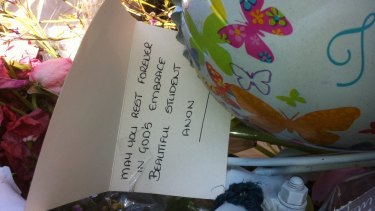 MAY YOU REST FOREVER
IN GOD'S EMBRACE
BEAUTIFUL STUDENT
ANON